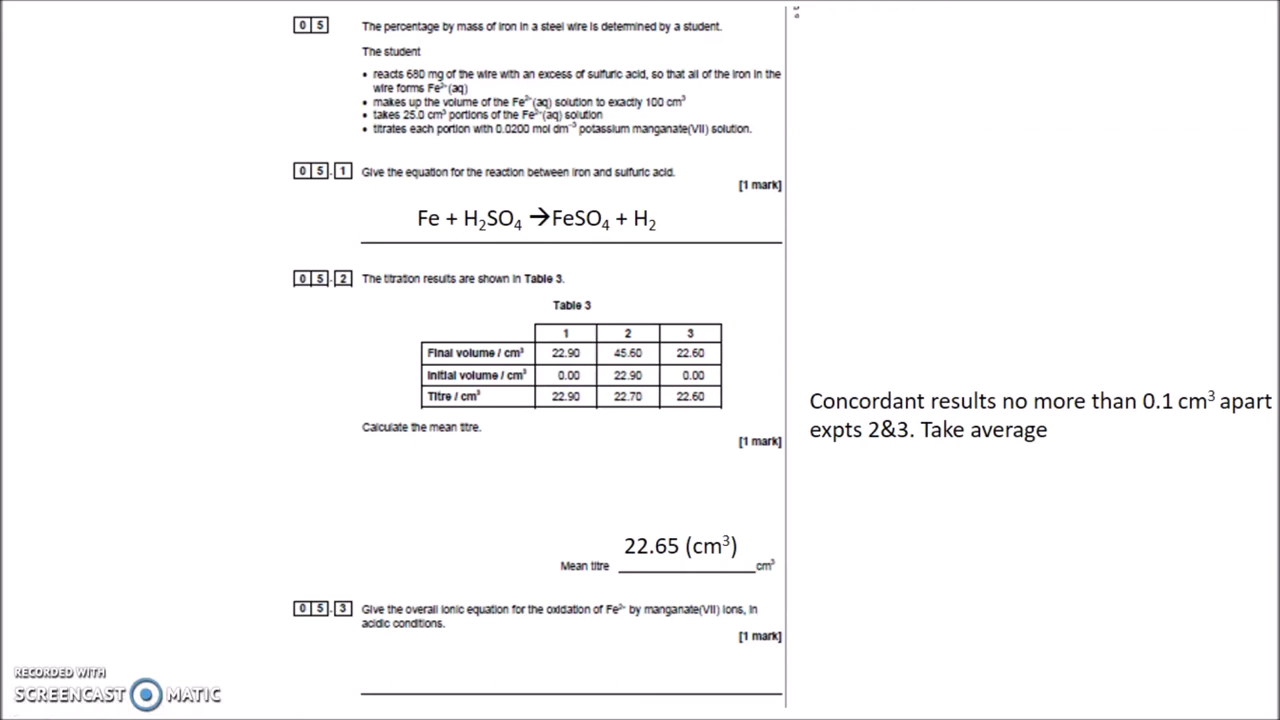 0 5 The percentage by mass of iron in a steel wire is determined by a student.
The student
• reacts 680 mg of the wire with an excess of sulfuric acid, so that all of the iron in the
wire forms Fe²⁺(aq)
• makes up the volume of the Fe²⁺(aq) solution to exactly 100 cm³
• takes 25.0 cm³ portions of the Fe²⁺(aq) solution
• titrates each portion with 0.0200 mol dm⁻³ potassium manganate(VII) solution.
0 5 . 1 Give the equation for the reaction between iron and sulfuric acid.
[1 mark]
Fe + H₂SO₄ →FeSO₄ + H₂
0 5 . 2 The titration results are shown in Table 3.
Table 3
1 2 3
Final volume / cm³ 22.90 45.60 22.60
Initial volume / cm³ 0.00 22.90 0.00
Titre / cm³ 22.90 22.70 22.60
Calculate the mean titre.
[1 mark]
Concordant results no more than 0.1 cm³ apart
expts 2&3. Take average
22.65 (cm³)
Mean titre cm³
0 5 . 3 Give the overall ionic equation for the oxidation of Fe²⁺ by manganate(VII) ions, in
acidic conditions.
[1 mark]
RECORDED WITH
SCREENCAST MATIC